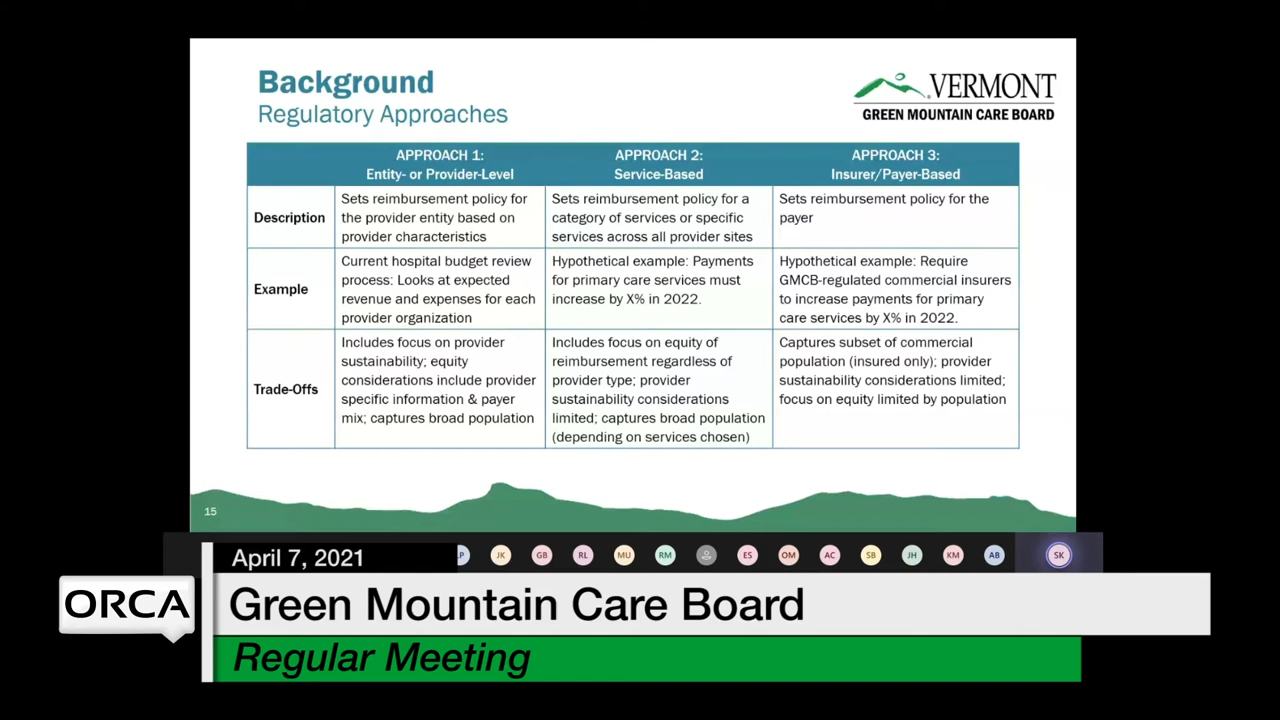 Background
Regulatory Approaches
VERMONT
GREEN MOUNTAIN CARE BOARD
APPROACH 1:
Entity- or Provider-Level
APPROACH 2:
Service-Based
APPROACH 3:
Insurer/Payer-Based
Description
Sets reimbursement policy for
the provider entity based on
provider characteristics
Sets reimbursement policy for a
category of services or specific
services across all provider sites
Sets reimbursement policy for the
payer
Example
Current hospital budget review
process: Looks at expected
revenue and expenses for each
provider organization
Hypothetical example: Payments
for primary care services must
increase by X% in 2022.
Hypothetical example: Require
GMCB-regulated commercial insurers
to increase payments for primary
care services by X% in 2022.
Trade-Offs
Includes focus on provider
sustainability; equity
considerations include provider
specific information & payer
mix; captures broad population
Includes focus on equity of
reimbursement regardless of
provider type; provider
sustainability considerations
limited; captures broad population
(depending on services chosen)
Captures subset of commercial
population (insured only); provider
sustainability considerations limited;
focus on equity limited by population
15
JK GB RL MU RM ES OM AC SB JH KM AB SK
April 7, 2021
ORCA
Green Mountain Care Board
Regular Meeting